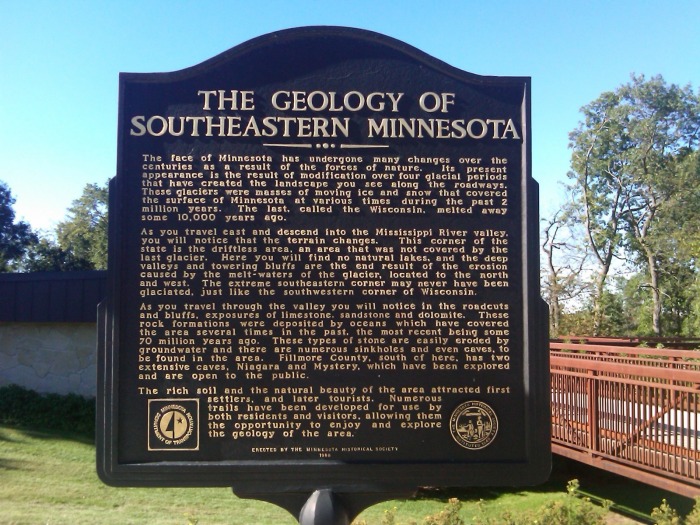 THE GEOLOGY OF
SOUTHEASTERN MINNESOTA
The face of Minnesota has undergone many changes over the
centuries as a result of the forces of nature. Its present
appearance is the result of modification over four glacial periods
that have created the landscape you see along the roadways.
These glaciers were masses of moving ice and snow that covered
the surface of Minnesota at various times during the past 2
million years. The last, called the Wisconsin, melted away
some 10,000 years ago.
As you travel east and descend into the Mississippi River valley,
you will notice that the terrain changes. This corner of the
state is the driftless area, an area that was not covered by the
last glacier. Here you will find no natural lakes, and the deep
valleys and towering bluffs are the end result of the erosion
caused by the melt-waters of the glacier, located to the north
and west. The extreme southeastern corner may never have been
glaciated, just like the southwestern corner of Wisconsin.
As you travel through the valley you will notice in the roadcuts
and bluffs, exposures of limestone, sandstone and dolomite. These
rock formations were deposited by oceans which have covered
the area several times in the past, the most recent being some
70 million years ago. These types of stone are easily eroded by
groundwater and there are numerous sinkholes and even caves, to
be found in the area. Fillmore County, south of here, has two
extensive caves, Niagara and Mystery, which have been explored
and are open to the public.
The rich soil and the natural beauty of the area attracted first
settlers, and later tourists. Numerous
trails have been developed for use by
both residents and visitors, allowing them
the opportunity to enjoy and explore
the geology of the area.
ERECTED BY THE MINNESOTA HISTORICAL SOCIETY